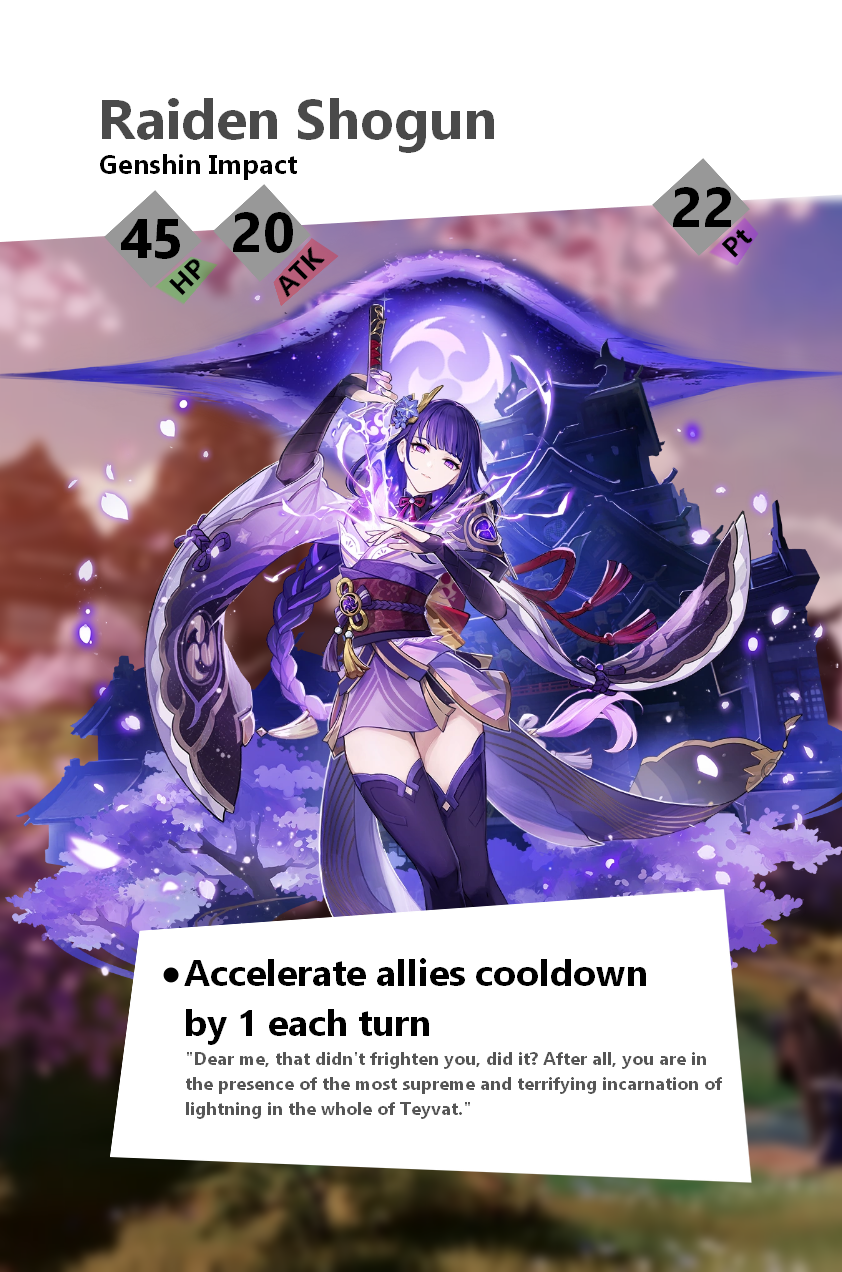 Raiden Shogun
Genshin Impact
45 HP
20 ATK
22 Pt
●Accelerate allies cooldown
by 1 each turn
"Dear me, that didn't frighten you, did it? After all, you are in
the presence of the most supreme and terrifying incarnation of
lightning in the whole of Teyvat."